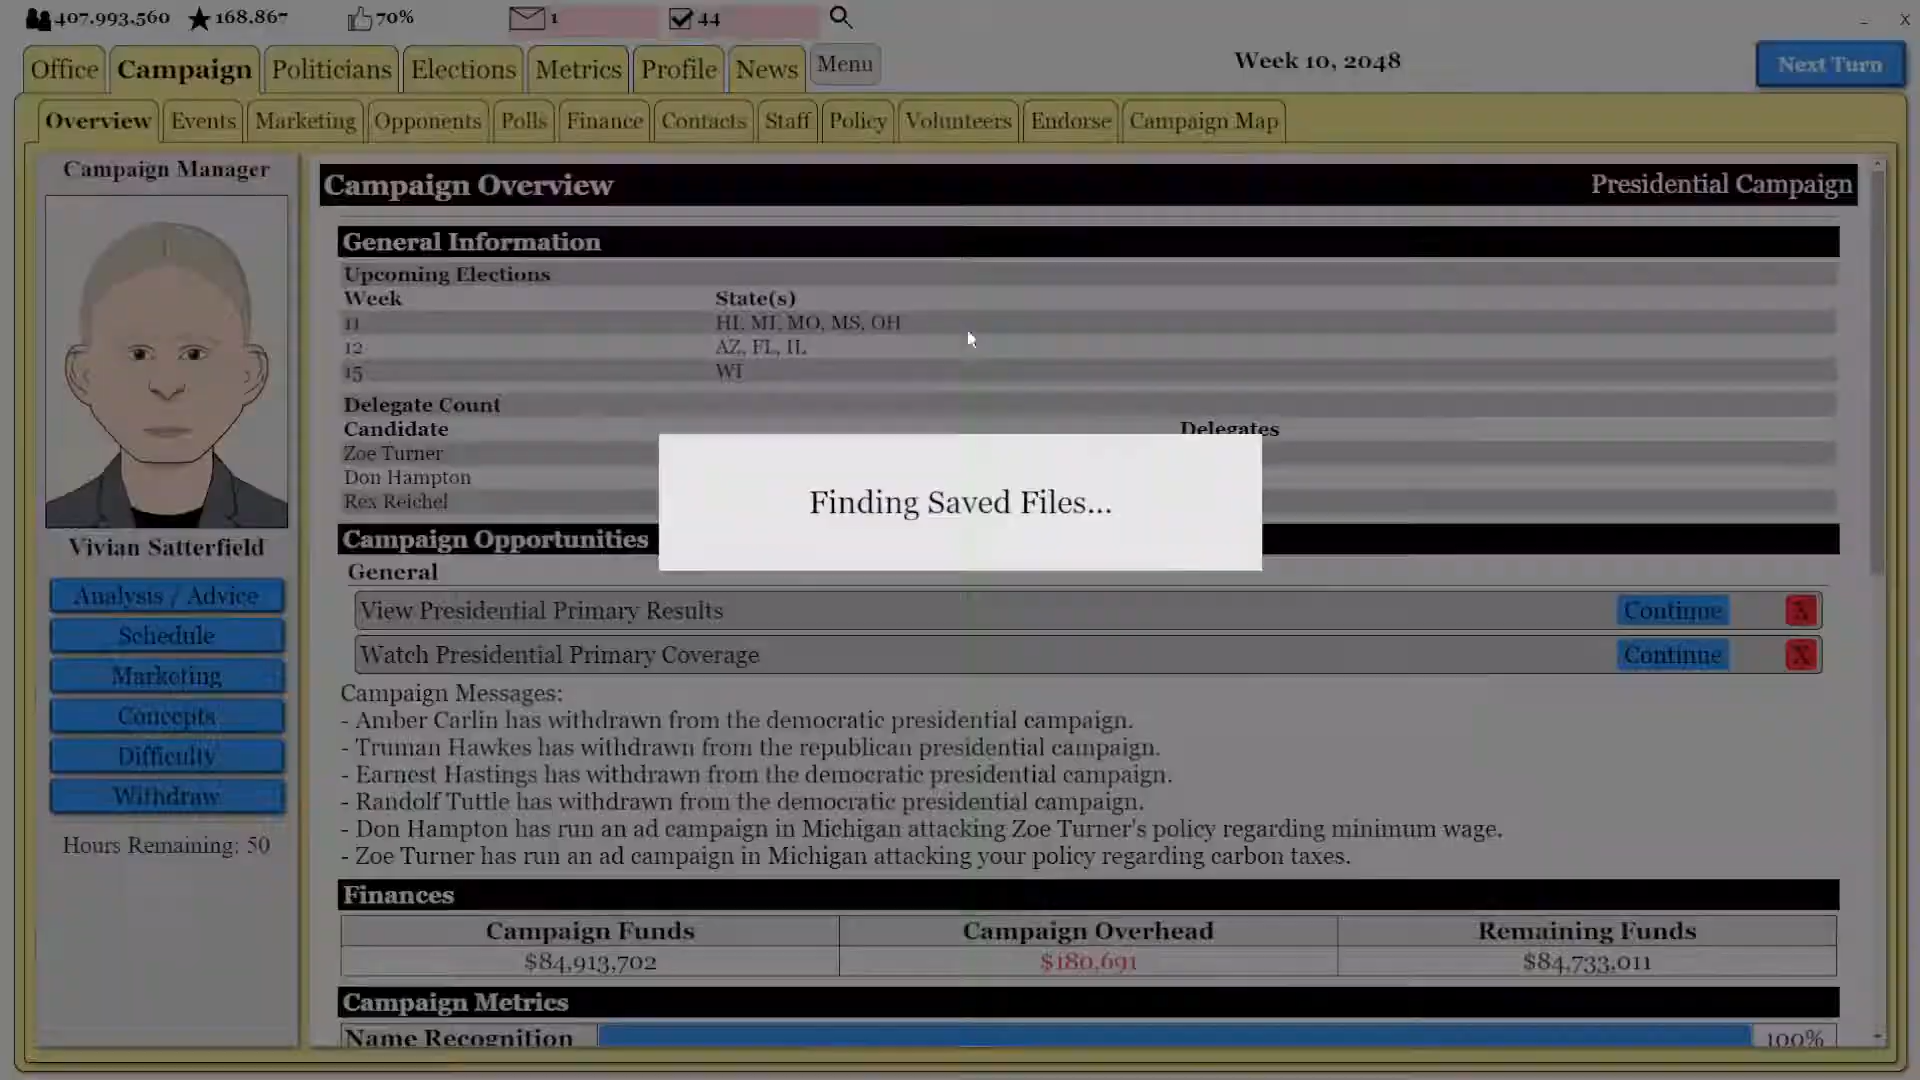 407,993,560 168,867 70% 1 44
Office Campaign Politicians Elections Metrics Profile News Menu
Week 10, 2048
Next Turn
Overview Events Marketing Opponents Polls Finance Contacts Staff Policy Volunteers Endorse Campaign Map
Campaign Manager
Vivian Satterfield
Analysis / Advice
Schedule
Marketing
Concepts
Difficulty
Withdraw
Hours Remaining: 50
Campaign Overview Presidential Campaign
General Information
Upcoming Elections
Week State(s)
11 HI, MI, MO, MS, OH
12 AZ, FL, IL
15 WI
Delegate Count
Candidate Delegates
Zoe Turner
Don Hampton
Rex Reichel
Finding Saved Files...
Campaign Opportunities
General
View Presidential Primary Results Continue X
Watch Presidential Primary Coverage Continue X
Campaign Messages:
- Amber Carlin has withdrawn from the democratic presidential campaign.
- Truman Hawkes has withdrawn from the republican presidential campaign.
- Earnest Hastings has withdrawn from the democratic presidential campaign.
- Randolf Tuttle has withdrawn from the democratic presidential campaign.
- Don Hampton has run an ad campaign in Michigan attacking Zoe Turner's policy regarding minimum wage.
- Zoe Turner has run an ad campaign in Michigan attacking your policy regarding carbon taxes.
Finances
Campaign Funds Campaign Overhead Remaining Funds
$84,913,702 $180,691 $84,733,011
Campaign Metrics
Name Recognition 100%